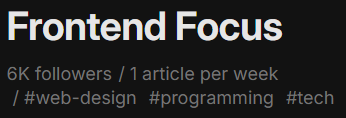 Frontend Focus
6K followers / 1 article per week
/ #web-design #programming #tech